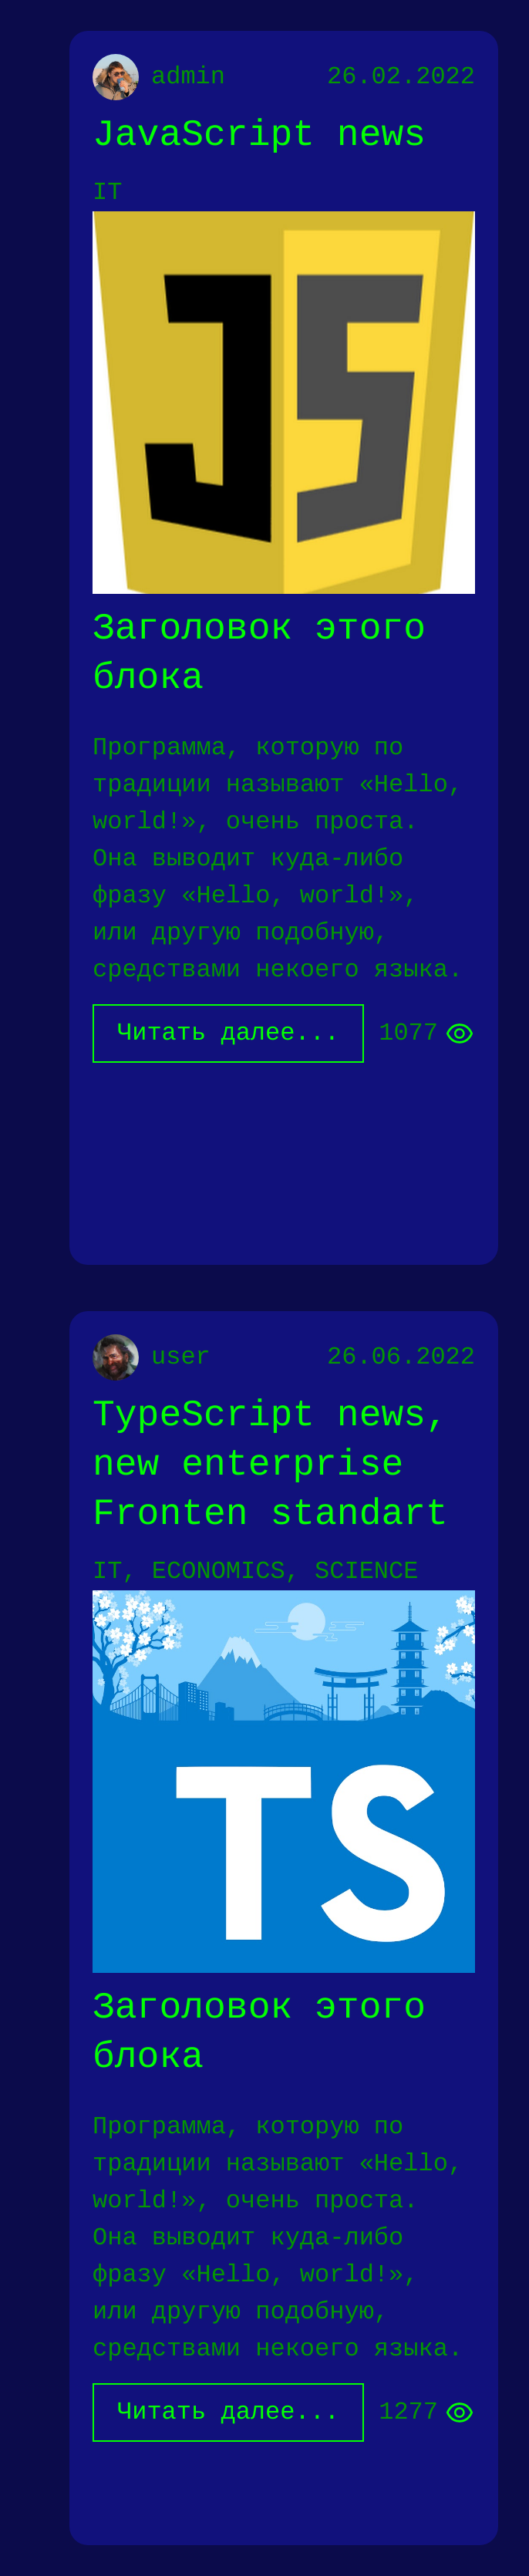 admin 26.02.2022
JavaScript news
IT
JS
Заголовок этого
блока
Программа, которую по
традиции называют «Hello,
world!», очень проста.
Она выводит куда-либо
фразу «Hello, world!»,
или другую подобную,
средствами некоего языка.
Читать далее... 1077
user 26.06.2022
TypeScript news,
new enterprise
Fronten standart
IT, ECONOMICS, SCIENCE
TS
Заголовок этого
блока
Программа, которую по
традиции называют «Hello,
world!», очень проста.
Она выводит куда-либо
фразу «Hello, world!»,
или другую подобную,
средствами некоего языка.
Читать далее... 1277